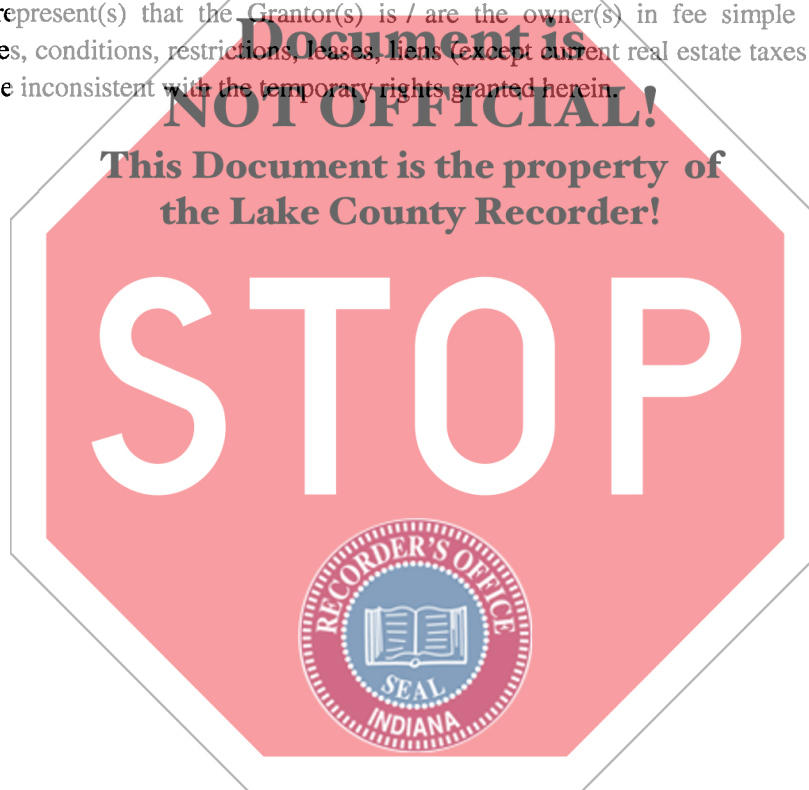 represent(s) that the Grantor(s) is / are the owner(s) in fee simple
es, conditions, restrictions, leases, liens (except current real estate taxes
e inconsistent with the temporary rights granted herein.
Document is
NOT OFFICIAL!
This Document is the property of
the Lake County Recorder!
STOP
RECORDER'S OFFICE
SEAL
INDIANA